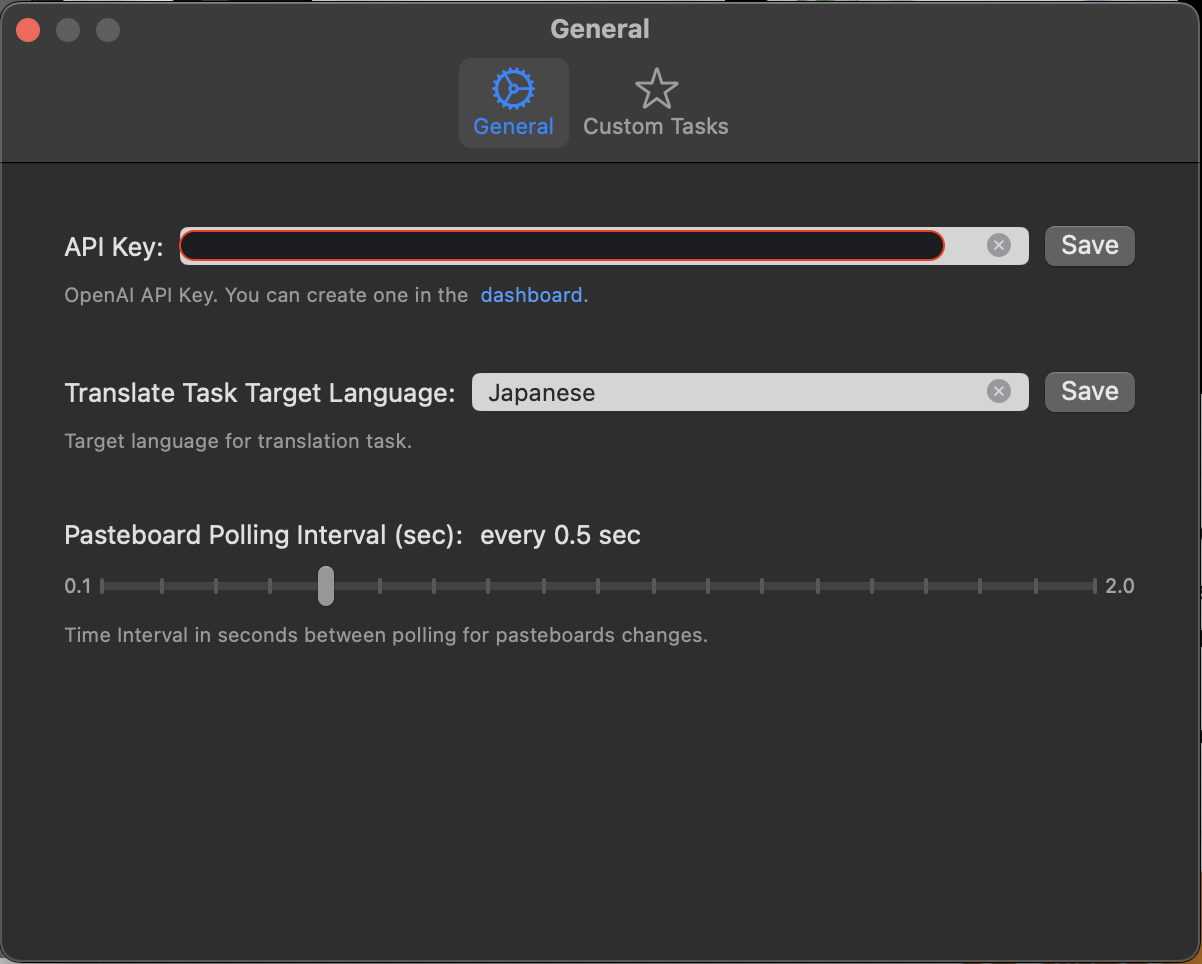 General
General
Custom Tasks
API Key:
Save
OpenAI API Key. You can create one in the dashboard.
Translate Task Target Language: Japanese
Save
Target language for translation task.
Pasteboard Polling Interval (sec): every 0.5 sec
0.1
2.0
Time Interval in seconds between polling for pasteboards changes.